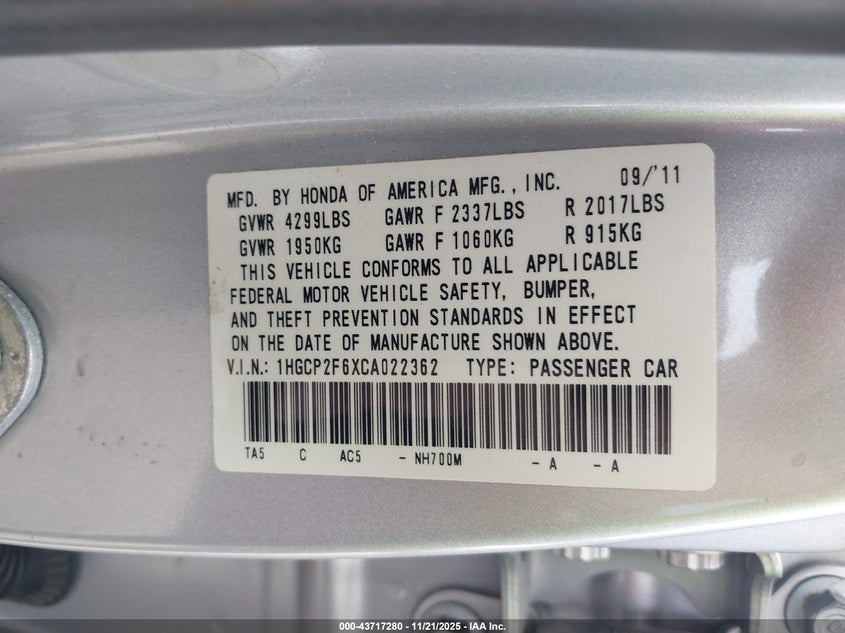 MFD. BY HONDA OF AMERICA MFG., INC. 09/'11
GVWR 4299LBS GAWR F 2337LBS R 2017LBS
GVWR 1950KG GAWR F 1060KG R 915KG
THIS VEHICLE CONFORMS TO ALL APPLICABLE
FEDERAL MOTOR VEHICLE SAFETY, BUMPER,
AND THEFT PREVENTION STANDARDS IN EFFECT
ON THE DATE OF MANUFACTURE SHOWN ABOVE.
V.I.N.: 1HGCP2F6XCA022362 TYPE: PASSENGER CAR
TA5 C AC5 - NH700M - A - A
000-43717280 - 11/21/2025 - IAA Inc.